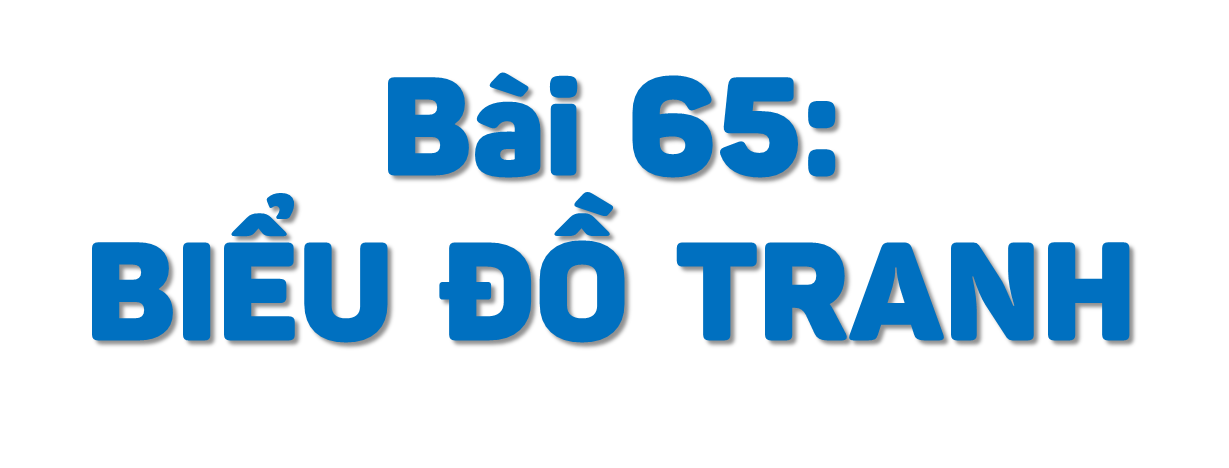 Bài 65:
BIỂU ĐỒ TRANH